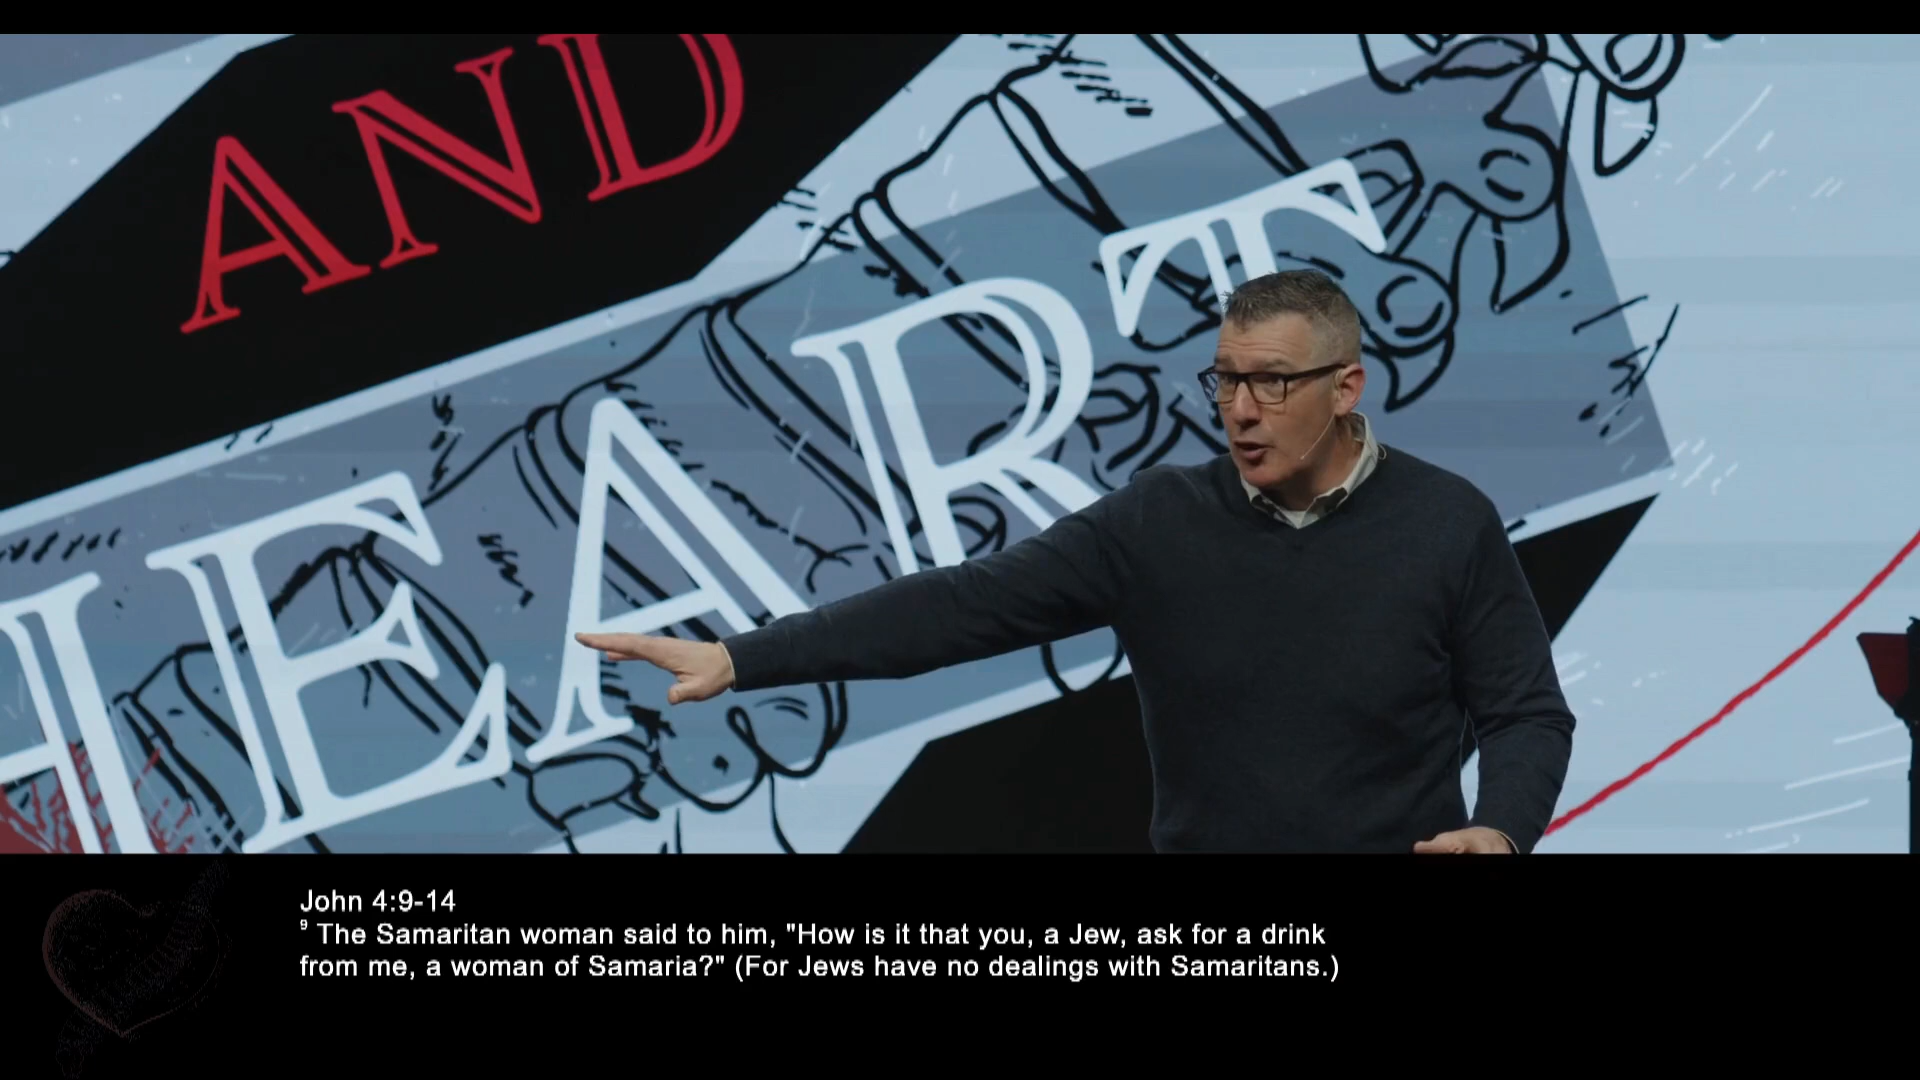 AND
HEART
John 4:9-14
⁹ The Samaritan woman said to him, "How is it that you, a Jew, ask for a drink
from me, a woman of Samaria?" (For Jews have no dealings with Samaritans.)